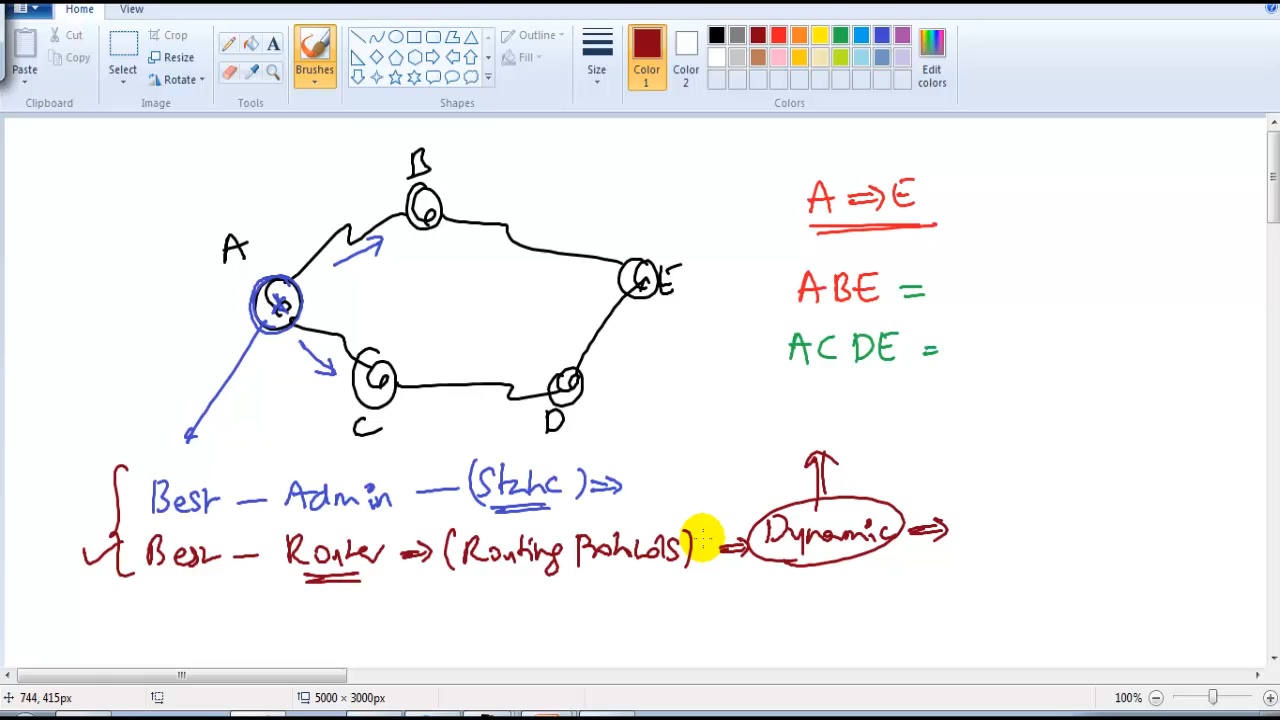 Home View
Cut
Copy
Paste
Clipboard
Select
Crop
Resize
Rotate
Image
A
Tools
Brushes
Outline
Fill
Shapes
Size
Color 1
Color 2
Edit colors
Colors
B
A
E
C
D
A ⇒ E
ABE =
ACDE =
Best - Admin - (Static) ⇒
Best - Router ⇒ (Routing Protocols) ⇒ Dynamic ⇒
744, 415px
5000 × 3000px
100%